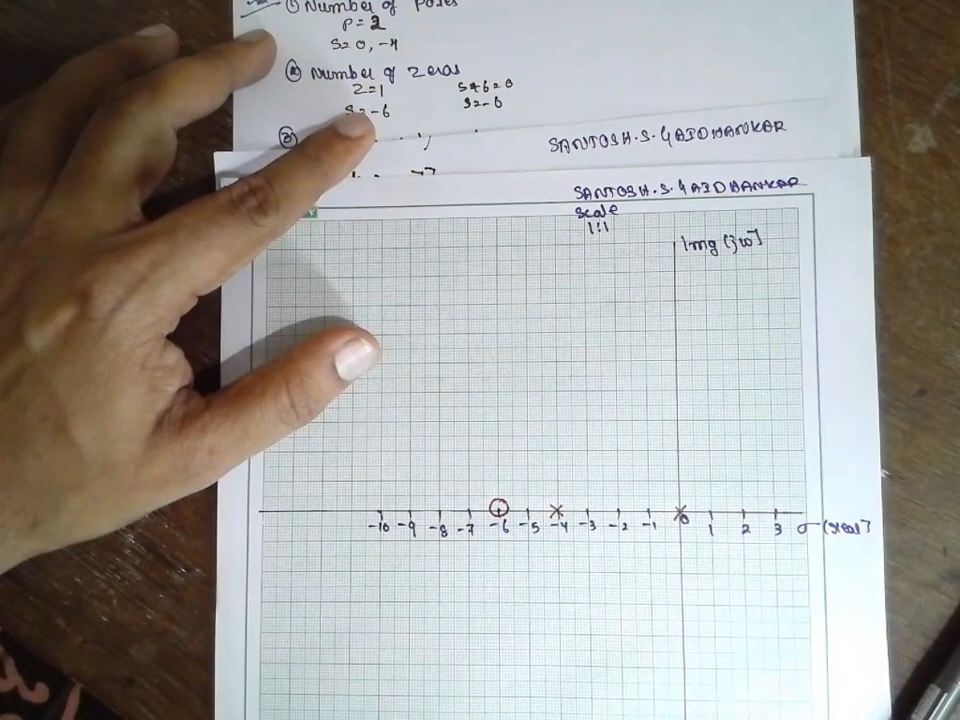 ① Number of Poles
P = 2
S = 0, -4
② Number of Zeros
Z = 1 S+6=0
S = -6 S = -6
③
SANTOSH.S.GAIDHANKAR
SANTOSH.S.GAIDHANKAR
Scale
1:1
Img (jω)
-10 -9 -8 -7 -6 -5 -4 -3 -2 -1 0 1 2 3 σ (real)